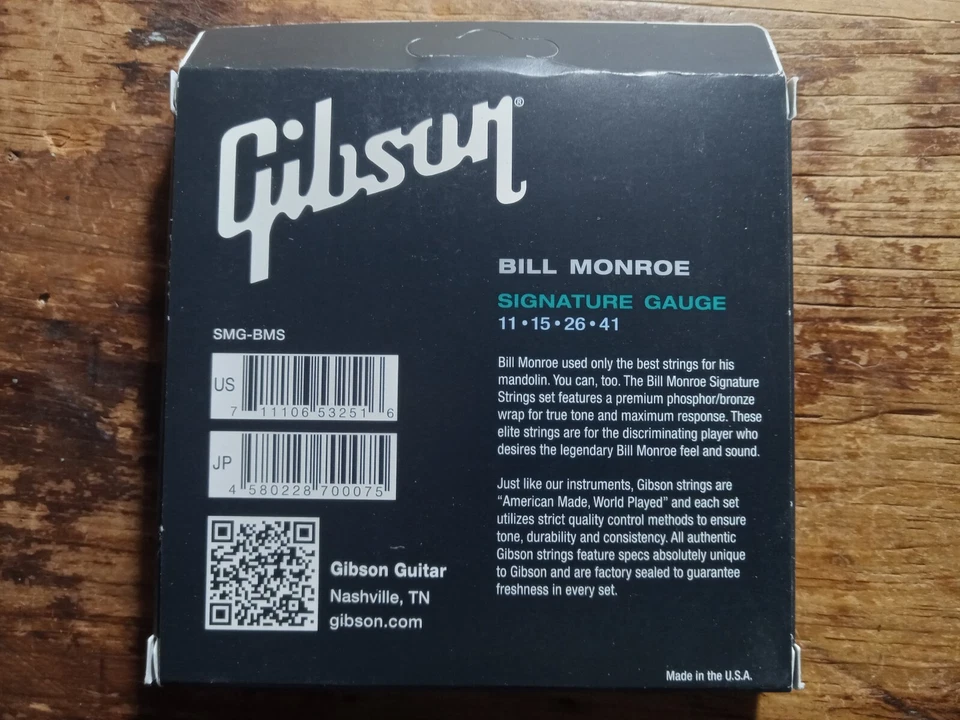 Gibson®
BILL MONROE
SIGNATURE GAUGE
11•15•26•41
SMG-BMS
US
7 11106 53251 6
JP
4 580228 700075
Gibson Guitar
Nashville, TN
gibson.com
Bill Monroe used only the best strings for his
mandolin. You can, too. The Bill Monroe Signature
Strings set features a premium phosphor/bronze
wrap for true tone and maximum response. These
elite strings are for the discriminating player who
desires the legendary Bill Monroe feel and sound.
Just like our instruments, Gibson strings are
“American Made, World Played” and each set
utilizes strict quality control methods to ensure
tone, durability and consistency. All authentic
Gibson strings feature specs absolutely unique
to Gibson and are factory sealed to guarantee
freshness in every set.
Made in the U.S.A.